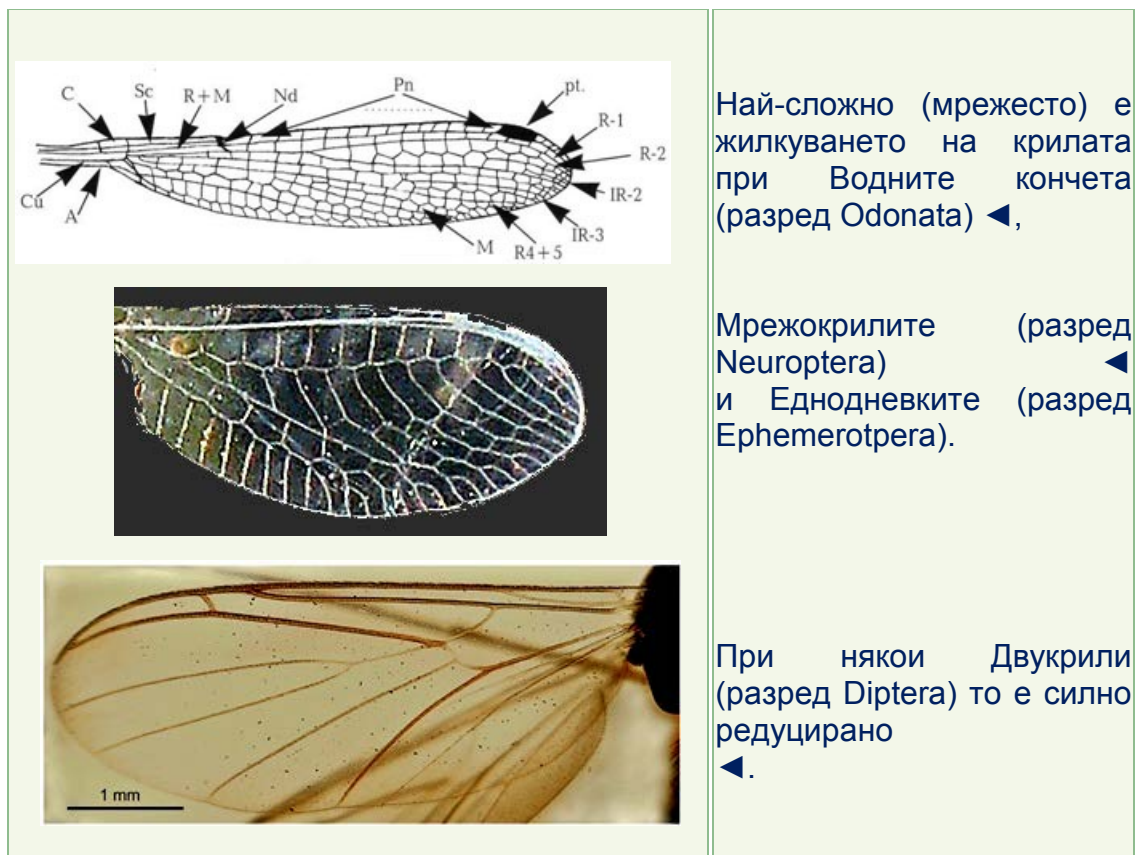 C
Sc
R+M
Nd
Pn
pt.
R-1
R-2
IR-2
IR-3
R4+5
M
A
Cu
Най-сложно (мрежесто) е
жилкуването на крилата
при Водните кончета
(разред Odonata) ◄,
Мрежокрилите (разред
Neuroptera) ◄
и Еднодневките (разред
Ephemerotpera).
1 mm
При някои Двукрили
(разред Diptera) то е силно
редуцирано
◄.